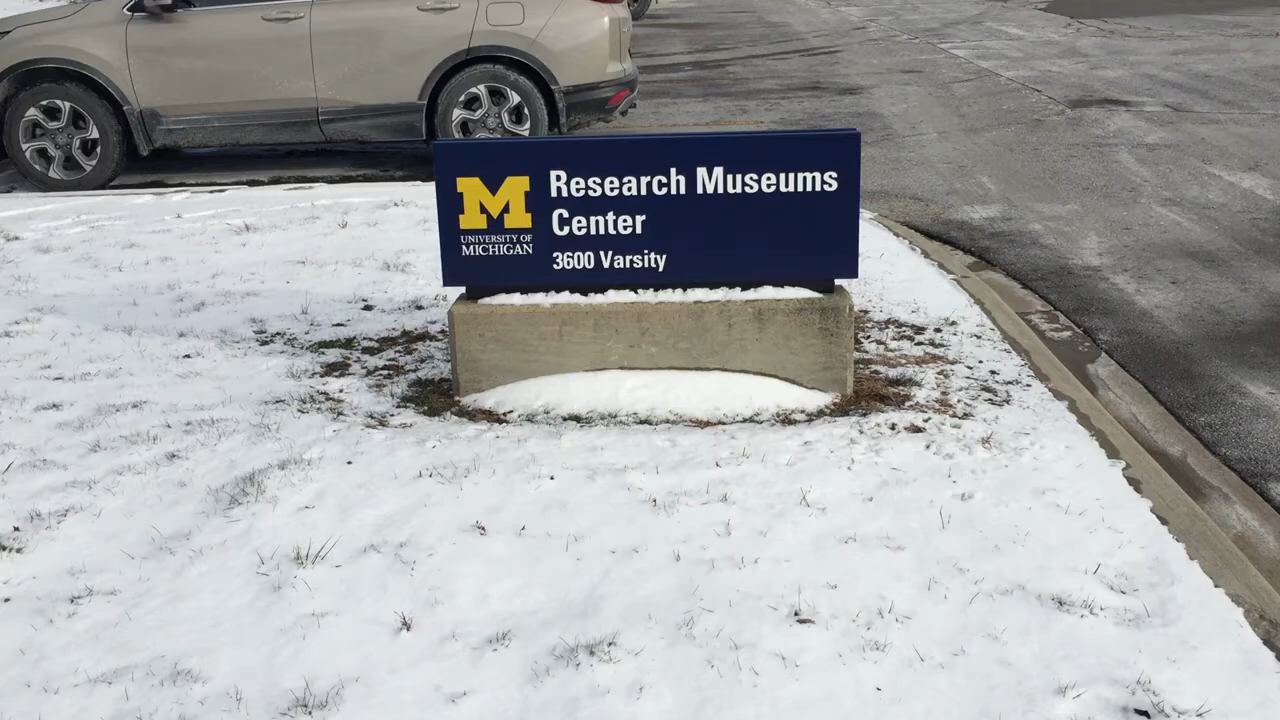 M
UNIVERSITY OF
MICHIGAN
Research Museums
Center
3600 Varsity